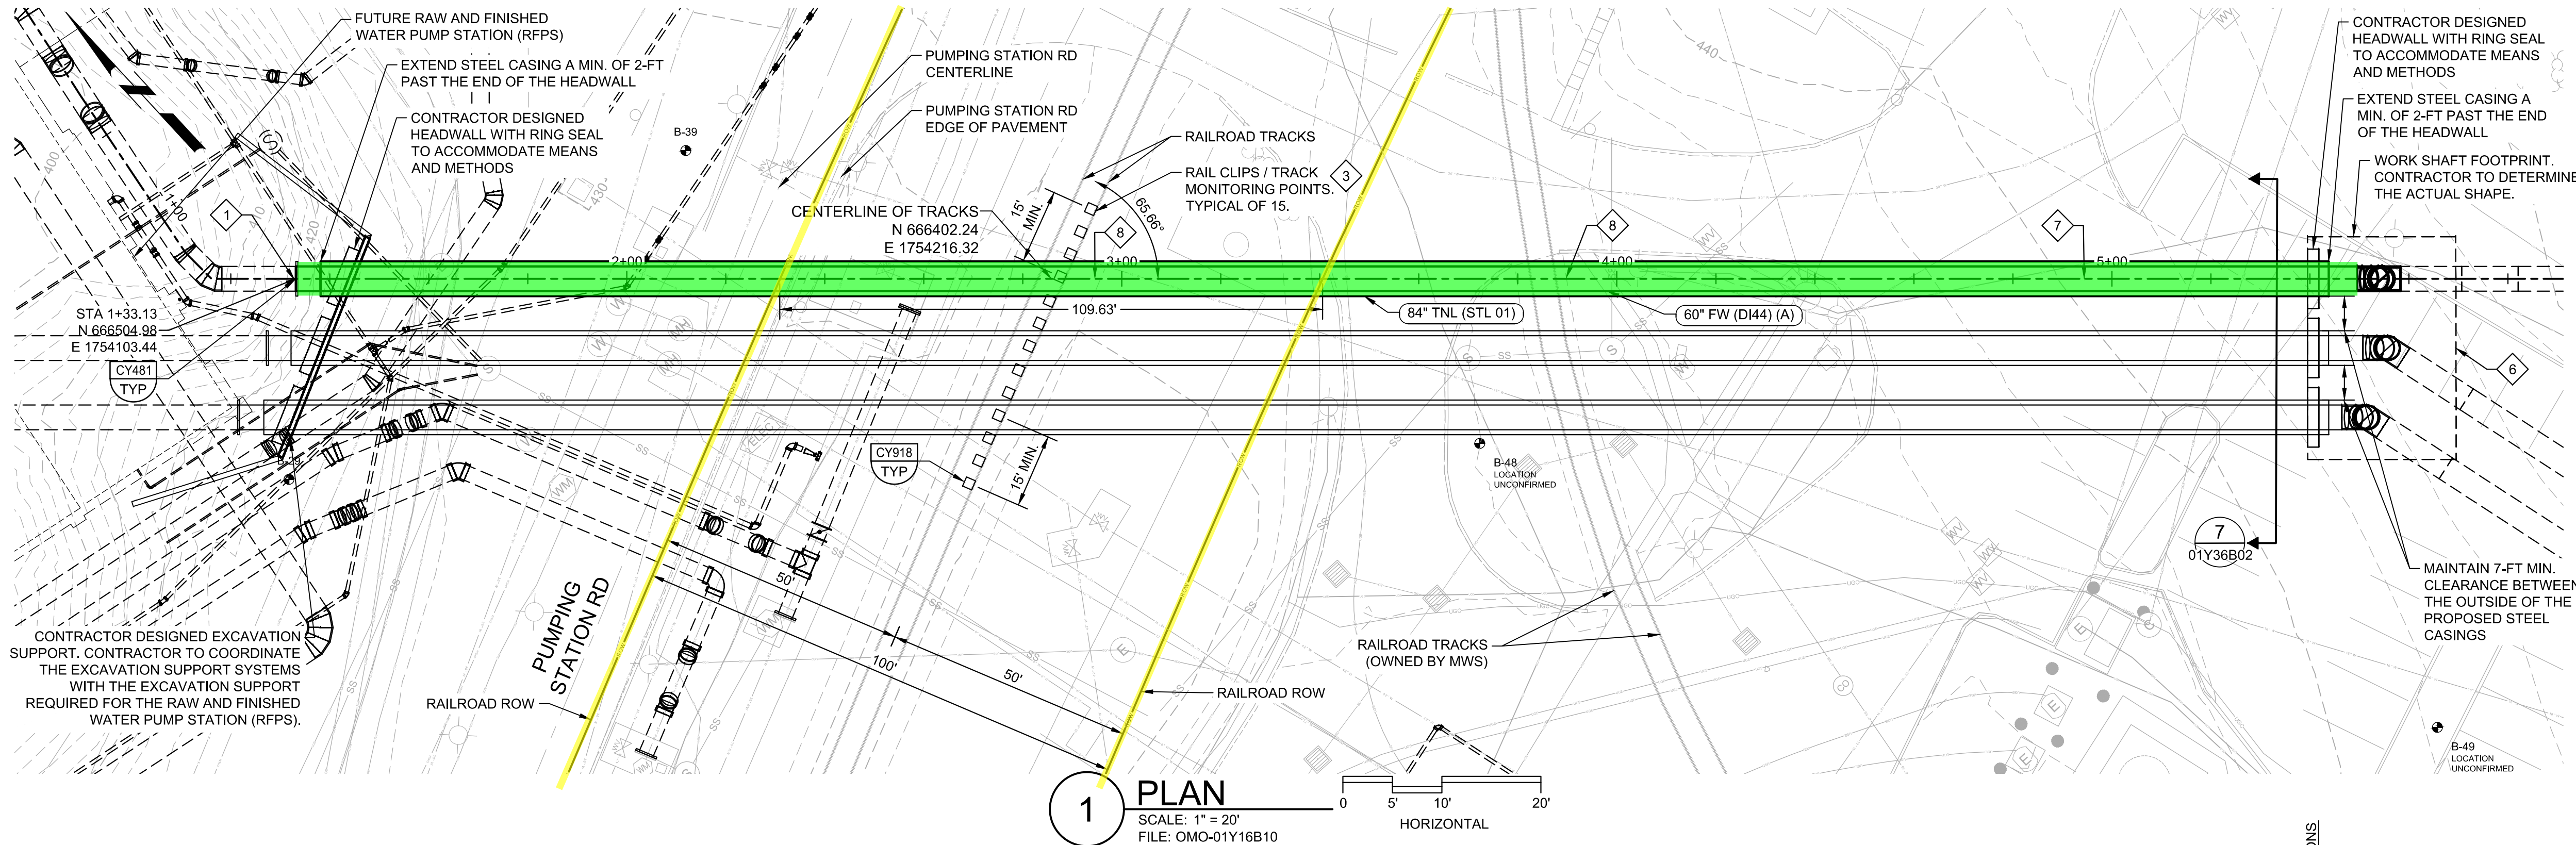 FUTURE RAW AND FINISHED
WATER PUMP STATION (RFPS)
EXTEND STEEL CASING A MIN. OF 2-FT
PAST THE END OF THE HEADWALL
CONTRACTOR DESIGNED
HEADWALL WITH RING SEAL
TO ACCOMMODATE MEANS
AND METHODS
B-39
PUMPING STATION RD
CENTERLINE
PUMPING STATION RD
EDGE OF PAVEMENT
RAILROAD TRACKS
RAIL CLIPS / TRACK
MONITORING POINTS.
TYPICAL OF 15.
CENTERLINE OF TRACKS
N 666402.24
E 1754216.32
15'
MIN.
65.66°
440
400
410
420
430
CONTRACTOR DESIGNED
HEADWALL WITH RING SEAL
TO ACCOMMODATE MEANS
AND METHODS
EXTEND STEEL CASING A
MIN. OF 2-FT PAST THE END
OF THE HEADWALL
WORK SHAFT FOOTPRINT.
CONTRACTOR TO DETERMINE
THE ACTUAL SHAPE.
1
3
8
8
7
6
2+00
3+00
4+00
5+00
STA 1+33.13
N 666504.98
E 1754103.44
CY481
TYP
109.63'
84" TNL (STL 01)
60" FW (DI44) (A)
CY918
TYP
15' MIN.
B-48
LOCATION
UNCONFIRMED
7
01Y36B02
MAINTAIN 7-FT MIN.
CLEARANCE BETWEEN
THE OUTSIDE OF THE
PROPOSED STEEL
CASINGS
CONTRACTOR DESIGNED EXCAVATION
SUPPORT. CONTRACTOR TO COORDINATE
THE EXCAVATION SUPPORT SYSTEMS
WITH THE EXCAVATION SUPPORT
REQUIRED FOR THE RAW AND FINISHED
WATER PUMP STATION (RFPS).
PUMPING
STATION RD
RAILROAD ROW
50'
100'
50'
RAILROAD ROW
RAILROAD TRACKS
(OWNED BY MWS)
B-49
LOCATION
UNCONFIRMED
1
PLAN
SCALE: 1" = 20'
FILE: OMO-01Y16B10
0 5' 10' 20'
HORIZONTAL